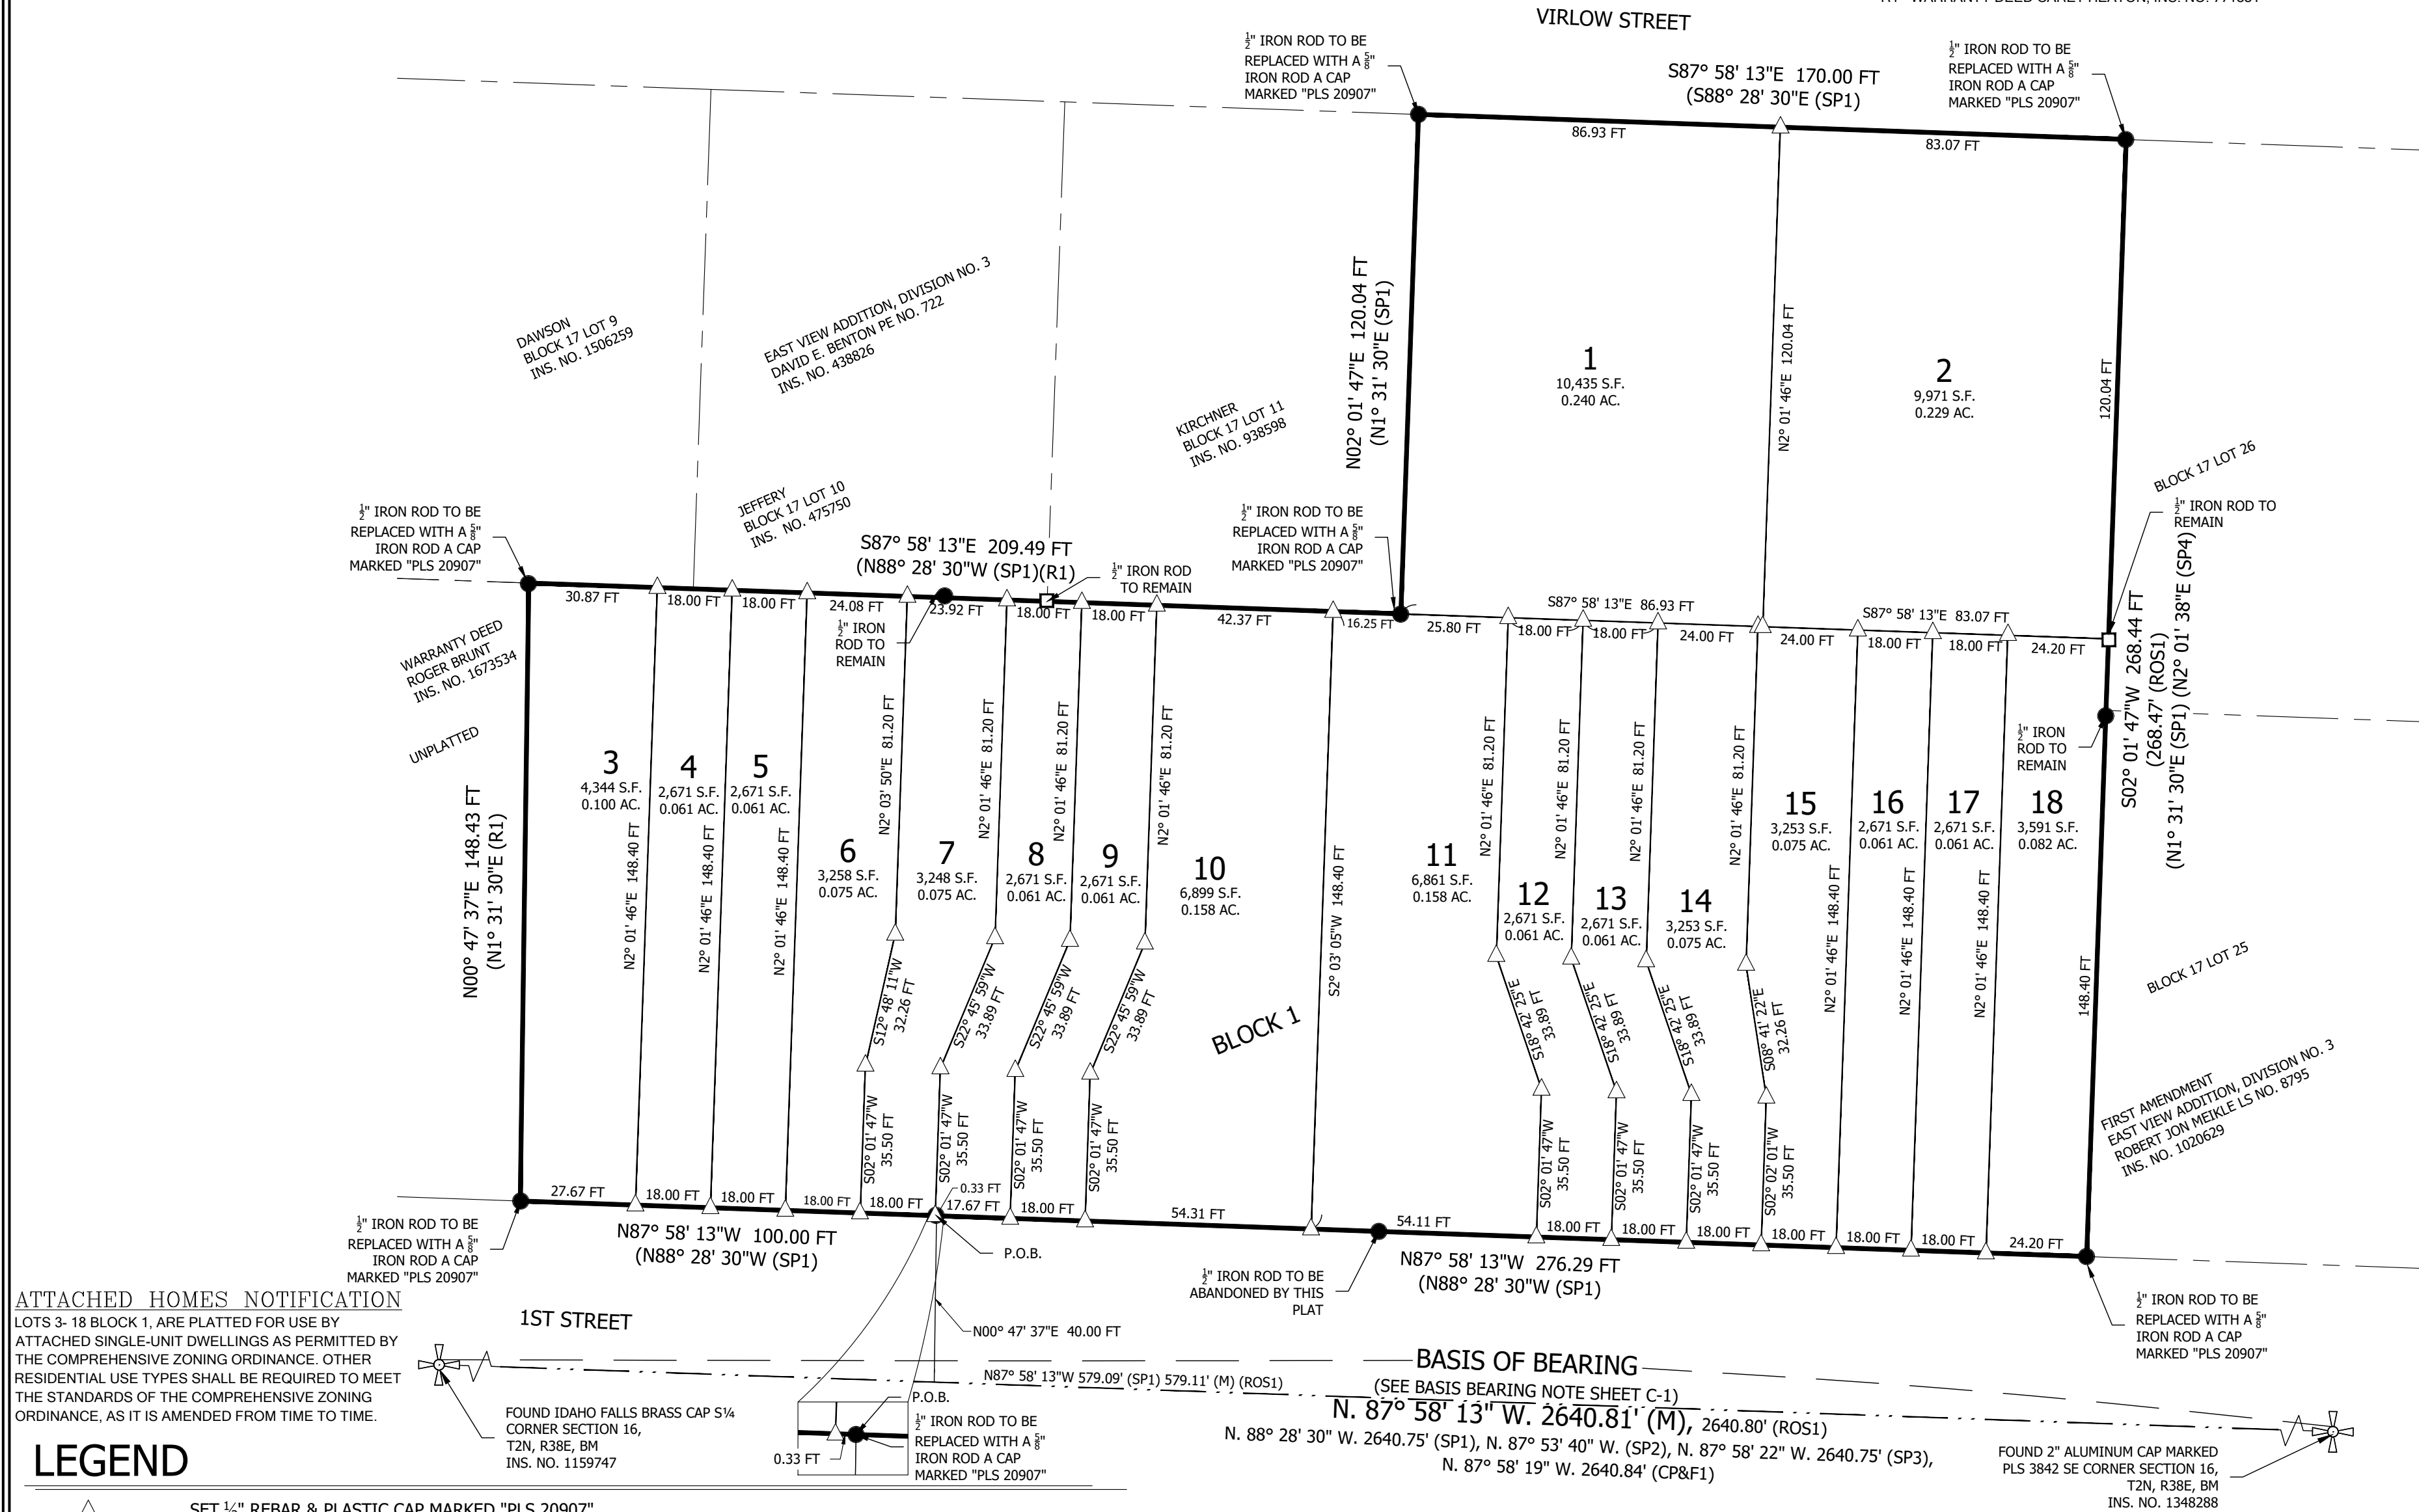 VIRLOW STREET
½" IRON ROD TO BE
REPLACED WITH A ⅝"
IRON ROD A CAP
MARKED "PLS 20907"
S87° 58' 13"E 170.00 FT
(S88° 28' 30"E (SP1)
½" IRON ROD TO BE
REPLACED WITH A ⅝"
IRON ROD A CAP
MARKED "PLS 20907"
86.93 FT
83.07 FT
DAWSON
BLOCK 17 LOT 9
INS. NO. 1506259
EAST VIEW ADDITION, DIVISION NO. 3
DAVID E. BENTON PE NO. 722
INS. NO. 438826
KIRCHNER
BLOCK 17 LOT 11
INS. NO. 938598
JEFFERY
BLOCK 17 LOT 10
INS. NO. 475750
N02° 01' 47"E 120.04 FT
(N1° 31' 30"E (SP1)
1
10,435 S.F.
0.240 AC.
N2° 01' 46"E 120.04 FT
2
9,971 S.F.
0.229 AC.
120.04 FT
BLOCK 17 LOT 26
½" IRON ROD TO
REMAIN
S02° 01' 47"W 268.44 FT
(268.47' (ROS1)
(N1° 31' 30"E (SP1) (N2° 01' 38"E (SP4)
½" IRON ROD TO BE
REPLACED WITH A ⅝"
IRON ROD A CAP
MARKED "PLS 20907"
S87° 58' 13"E 209.49 FT
(N88° 28' 30"W (SP1)(R1)
½" IRON ROD
TO REMAIN
½" IRON ROD TO BE
REPLACED WITH A ⅝"
IRON ROD A CAP
MARKED "PLS 20907"
30.87 FT
18.00 FT
18.00 FT
24.08 FT
23.92 FT
18.00 FT
18.00 FT
42.37 FT
16.25 FT
S87° 58' 13"E 86.93 FT
25.80 FT
18.00 FT
18.00 FT
24.00 FT
S87° 58' 13"E 83.07 FT
24.00 FT
18.00 FT
18.00 FT
24.20 FT
½" IRON
ROD TO
REMAIN
½" IRON
ROD TO
REMAIN
WARRANTY DEED
ROGER BRUNT
INS. NO. 1673534
UNPLATTED
N00° 47' 37"E 148.43 FT
(N1° 31' 30"E (R1)
3
4,344 S.F.
0.100 AC.
N2° 01' 46"E 148.40 FT
4
2,671 S.F.
0.061 AC.
N2° 01' 46"E 148.40 FT
5
2,671 S.F.
0.061 AC.
N2° 01' 46"E 148.40 FT
6
3,258 S.F.
0.075 AC.
N2° 03' 50"E 81.20 FT
S12° 48' 11"W
32.26 FT
S02° 01' 47"W
35.50 FT
7
3,248 S.F.
0.075 AC.
N2° 01' 46"E 81.20 FT
S22° 45' 59"W
33.89 FT
S02° 01' 47"W
35.50 FT
8
2,671 S.F.
0.061 AC.
N2° 01' 46"E 81.20 FT
S22° 45' 59"W
33.89 FT
S02° 01' 47"W
35.50 FT
9
2,671 S.F.
0.061 AC.
N2° 01' 46"E 81.20 FT
S22° 45' 59"W
33.89 FT
S02° 01' 47"W
35.50 FT
10
6,899 S.F.
0.158 AC.
BLOCK 1
S2° 03' 05"W 148.40 FT
11
6,861 S.F.
0.158 AC.
N2° 01' 46"E 81.20 FT
S18° 42' 25"E
33.89 FT
S02° 01' 47"W
35.50 FT
12
2,671 S.F.
0.061 AC.
N2° 01' 46"E 81.20 FT
S18° 42' 25"E
33.89 FT
S02° 01' 47"W
35.50 FT
13
2,671 S.F.
0.061 AC.
N2° 01' 46"E 81.20 FT
S18° 42' 25"E
33.89 FT
S02° 01' 47"W
35.50 FT
14
3,253 S.F.
0.075 AC.
N2° 01' 46"E 81.20 FT
S08° 41' 22"E
32.26 FT
S02° 02' 01"W
35.50 FT
15
3,253 S.F.
0.075 AC.
N2° 01' 46"E 148.40 FT
16
2,671 S.F.
0.061 AC.
N2° 01' 46"E 148.40 FT
17
2,671 S.F.
0.061 AC.
N2° 01' 46"E 148.40 FT
18
3,591 S.F.
0.082 AC.
148.40 FT
BLOCK 17 LOT 25
FIRST AMENDMENT
EAST VIEW ADDITION, DIVISION NO. 3
ROBERT JON MEIKLE LS NO. 8795
INS. NO. 1020629
27.67 FT
18.00 FT
18.00 FT
18.00 FT
18.00 FT
0.33 FT
17.67 FT
18.00 FT
54.31 FT
54.11 FT
18.00 FT
18.00 FT
18.00 FT
18.00 FT
18.00 FT
18.00 FT
24.20 FT
½" IRON ROD TO BE
REPLACED WITH A ⅝"
IRON ROD A CAP
MARKED "PLS 20907"
N87° 58' 13"W 100.00 FT
(N88° 28' 30"W (SP1)
P.O.B.
½" IRON ROD TO BE
ABANDONED BY THIS
PLAT
N87° 58' 13"W 276.29 FT
(N88° 28' 30"W (SP1)
½" IRON ROD TO BE
REPLACED WITH A ⅝"
IRON ROD A CAP
MARKED "PLS 20907"
ATTACHED HOMES NOTIFICATION
LOTS 3- 18 BLOCK 1, ARE PLATTED FOR USE BY
ATTACHED SINGLE-UNIT DWELLINGS AS PERMITTED BY
THE COMPREHENSIVE ZONING ORDINANCE. OTHER
RESIDENTIAL USE TYPES SHALL BE REQUIRED TO MEET
THE STANDARDS OF THE COMPREHENSIVE ZONING
ORDINANCE, AS IT IS AMENDED FROM TIME TO TIME.
1ST STREET
N00° 47' 37"E 40.00 FT
N87° 58' 13"W 579.09' (SP1) 579.11' (M) (ROS1)
BASIS OF BEARING
(SEE BASIS BEARING NOTE SHEET C-1)
N. 87° 58' 13" W. 2640.81' (M), 2640.80' (ROS1)
N. 88° 28' 30" W. 2640.75' (SP1), N. 87° 53' 40" W. (SP2), N. 87° 58' 22" W. 2640.75' (SP3),
N. 87° 58' 19" W. 2640.84' (CP&F1)
FOUND IDAHO FALLS BRASS CAP S¼
CORNER SECTION 16,
T2N, R38E, BM
INS. NO. 1159747
P.O.B.
½" IRON ROD TO BE
REPLACED WITH A ⅝"
IRON ROD A CAP
MARKED "PLS 20907"
0.33 FT
FOUND 2" ALUMINUM CAP MARKED
PLS 3842 SE CORNER SECTION 16,
T2N, R38E, BM
INS. NO. 1348288
LEGEND
SET ½" REBAR & PLASTIC CAP MARKED "PLS 20907"